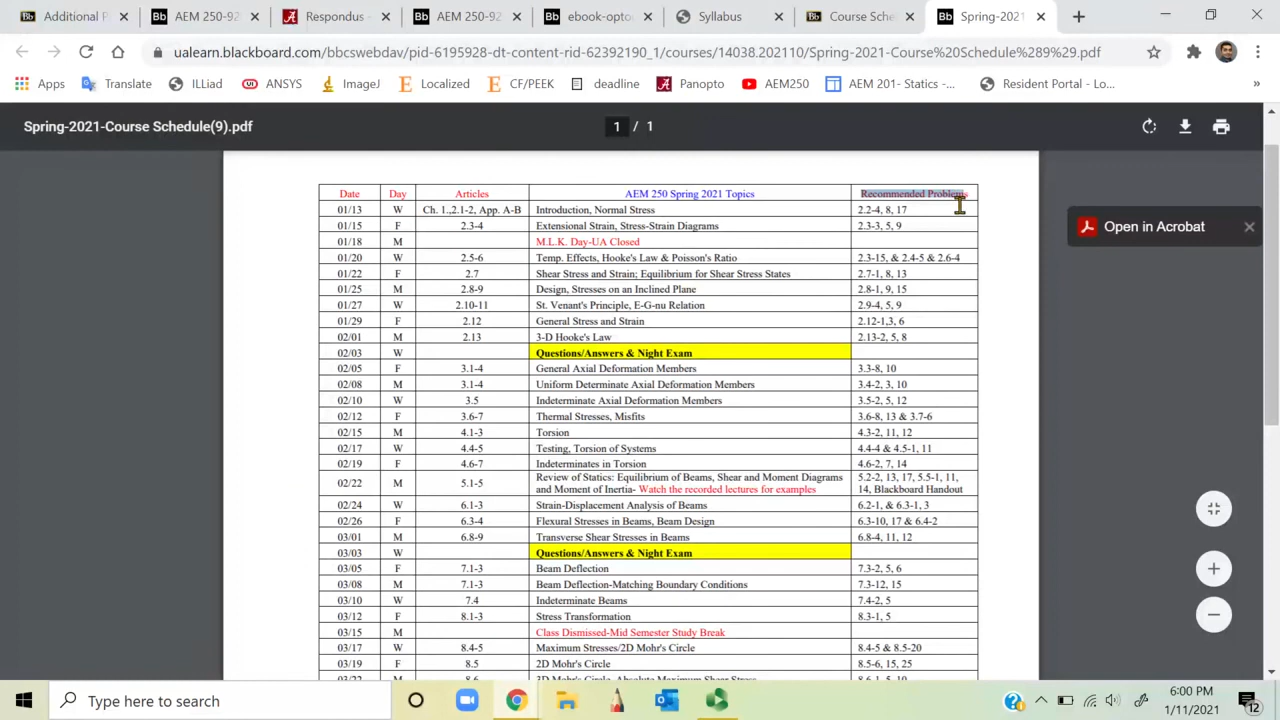 Additional P
AEM 250-92
Respondus
AEM 250-92
ebook-opto
Syllabus
Course Sche
Spring-2021
ualearn.blackboard.com/bbcswebdav/pid-6195928-dt-content-rid-62392190_1/courses/14038.202110/Spring-2021-Course%20Schedule%289%29.pdf
Apps Translate ILLiad ANSYS ImageJ Localized CF/PEEK deadline Panopto AEM250 AEM 201- Statics -... Resident Portal - Lo... »
Spring-2021-Course Schedule(9).pdf
1 / 1
Open in Acrobat
Date Day Articles AEM 250 Spring 2021 Topics Recommended Problems
01/13 W Ch. 1.,2.1-2, App. A-B Introduction, Normal Stress 2.2-4, 8, 17
01/15 F 2.3-4 Extensional Strain, Stress-Strain Diagrams 2.3-3, 5, 9
01/18 M M.L.K. Day-UA Closed
01/20 W 2.5-6 Temp. Effects, Hooke's Law & Poisson's Ratio 2.3-15, & 2.4-5 & 2.6-4
01/22 F 2.7 Shear Stress and Strain; Equilibrium for Shear Stress States 2.7-1, 8, 13
01/25 M 2.8-9 Design, Stresses on an Inclined Plane 2.8-1, 9, 15
01/27 W 2.10-11 St. Venant's Principle, E-G-nu Relation 2.9-4, 5, 9
01/29 F 2.12 General Stress and Strain 2.12-1,3, 6
02/01 M 2.13 3-D Hooke's Law 2.13-2, 5, 8
02/03 W Questions/Answers & Night Exam
02/05 F 3.1-4 General Axial Deformation Members 3.3-8, 10
02/08 M 3.1-4 Uniform Determinate Axial Deformation Members 3.4-2, 3, 10
02/10 W 3.5 Indeterminate Axial Deformation Members 3.5-2, 5, 12
02/12 F 3.6-7 Thermal Stresses, Misfits 3.6-8, 13 & 3.7-6
02/15 M 4.1-3 Torsion 4.3-2, 11, 12
02/17 W 4.4-5 Testing, Torsion of Systems 4.4-4 & 4.5-1, 11
02/19 F 4.6-7 Indeterminates in Torsion 4.6-2, 7, 14
02/22 M 5.1-5 Review of Statics: Equilibrium of Beams, Shear and Moment Diagrams 5.2-2, 13, 17, 5.5-1, 11,
and Moment of Inertia- Watch the recorded lectures for examples 14, Blackboard Handout
02/24 W 6.1-3 Strain-Displacement Analysis of Beams 6.2-1, & 6.3-1, 3
02/26 F 6.3-4 Flexural Stresses in Beams, Beam Design 6.3-10, 17 & 6.4-2
03/01 M 6.8-9 Transverse Shear Stresses in Beams 6.8-4, 11, 12
03/03 W Questions/Answers & Night Exam
03/05 F 7.1-3 Beam Deflection 7.3-2, 5, 6
03/08 M 7.1-3 Beam Deflection-Matching Boundary Conditions 7.3-12, 15
03/10 W 7.4 Indeterminate Beams 7.4-2, 5
03/12 F 8.1-3 Stress Transformation 8.3-1, 5
03/15 M Class Dismissed-Mid Semester Study Break
03/17 W 8.4-5 Maximum Stresses/2D Mohr's Circle 8.4-5 & 8.5-20
03/19 F 8.5 2D Mohr's Circle 8.5-6, 15, 25
03/22 M 8.6 3D Mohr's Circle, Absolute Maximum Shear Stress 8.6-1, 5, 10
Type here to search
6:00 PM
1/11/2021
12